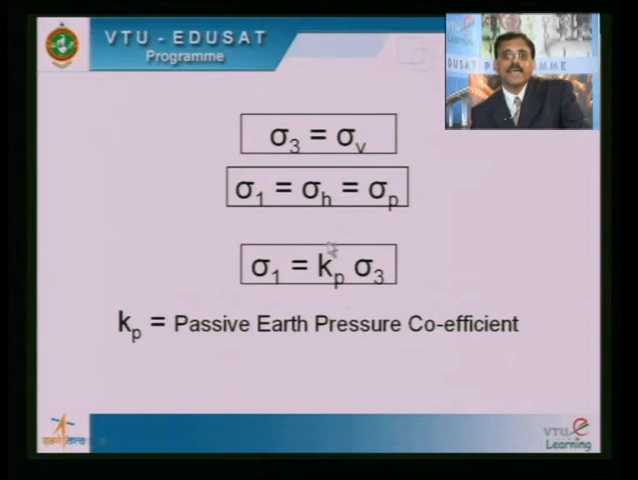 VTU - EDUSAT
Programme
σ₃ = σᵥ
σ₁ = σₕ = σₚ
σ₁ = kₚ σ₃
kₚ = Passive Earth Pressure Co-efficient
VTU
Learning